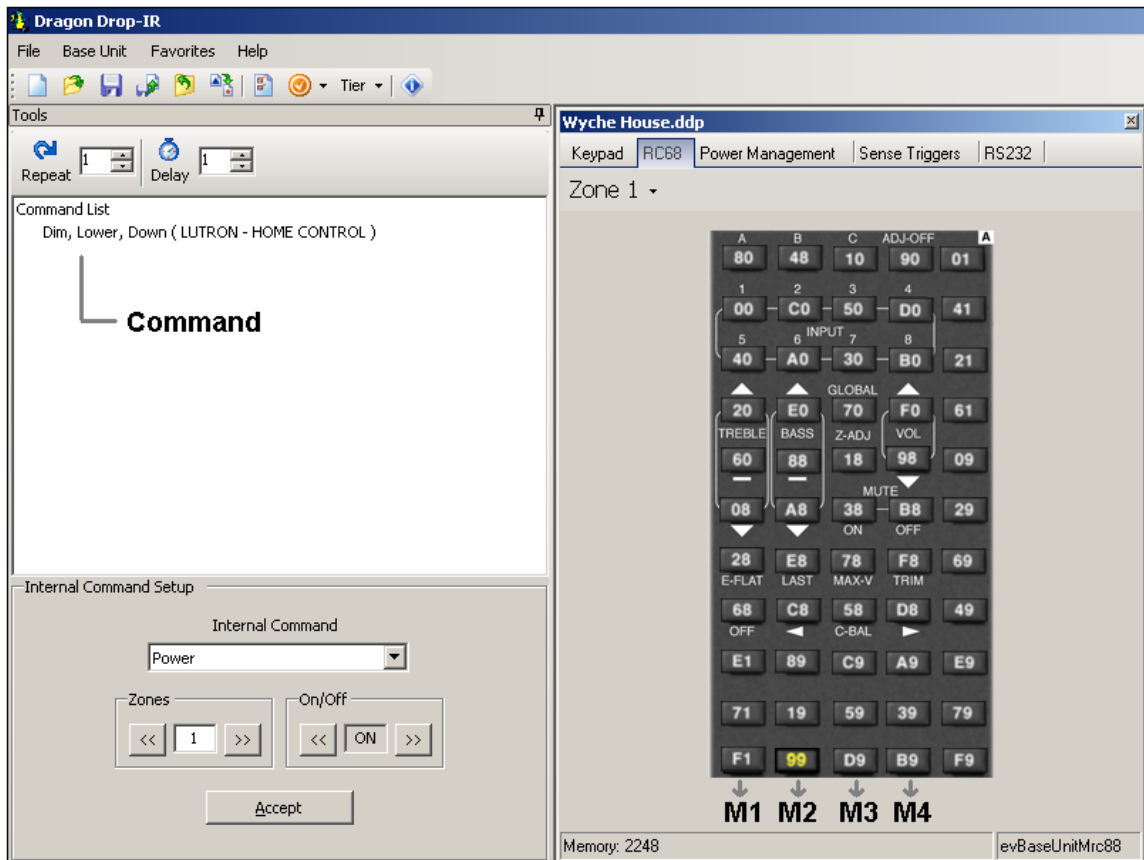 Dragon Drop-IR
File Base Unit Favorites Help
Tier
Tools
Repeat 1 Delay 1
Command List
Dim, Lower, Down ( LUTRON - HOME CONTROL )
Command
Internal Command Setup
Internal Command
Power
Zones On/Off
<< 1 >> << ON >>
Accept
Wyche House.ddp
Keypad RC68 Power Management Sense Triggers RS232
Zone 1
A B C ADJ-OFF A
80 48 10 90 01
1 2 3 4
00 C0 50 D0 41
INPUT
5 6 7 8
40 A0 30 B0 21
GLOBAL
20 E0 70 F0 61
TREBLE BASS Z-ADJ VOL
60 88 18 98 09
MUTE
08 A8 38 B8 29
ON OFF
28 E8 78 F8 69
E-FLAT LAST MAX-V TRIM
68 C8 58 D8 49
OFF C-BAL
E1 89 C9 A9 E9
71 19 59 39 79
F1 99 D9 B9 F9
M1 M2 M3 M4
Memory: 2248 evBaseUnitMrc88